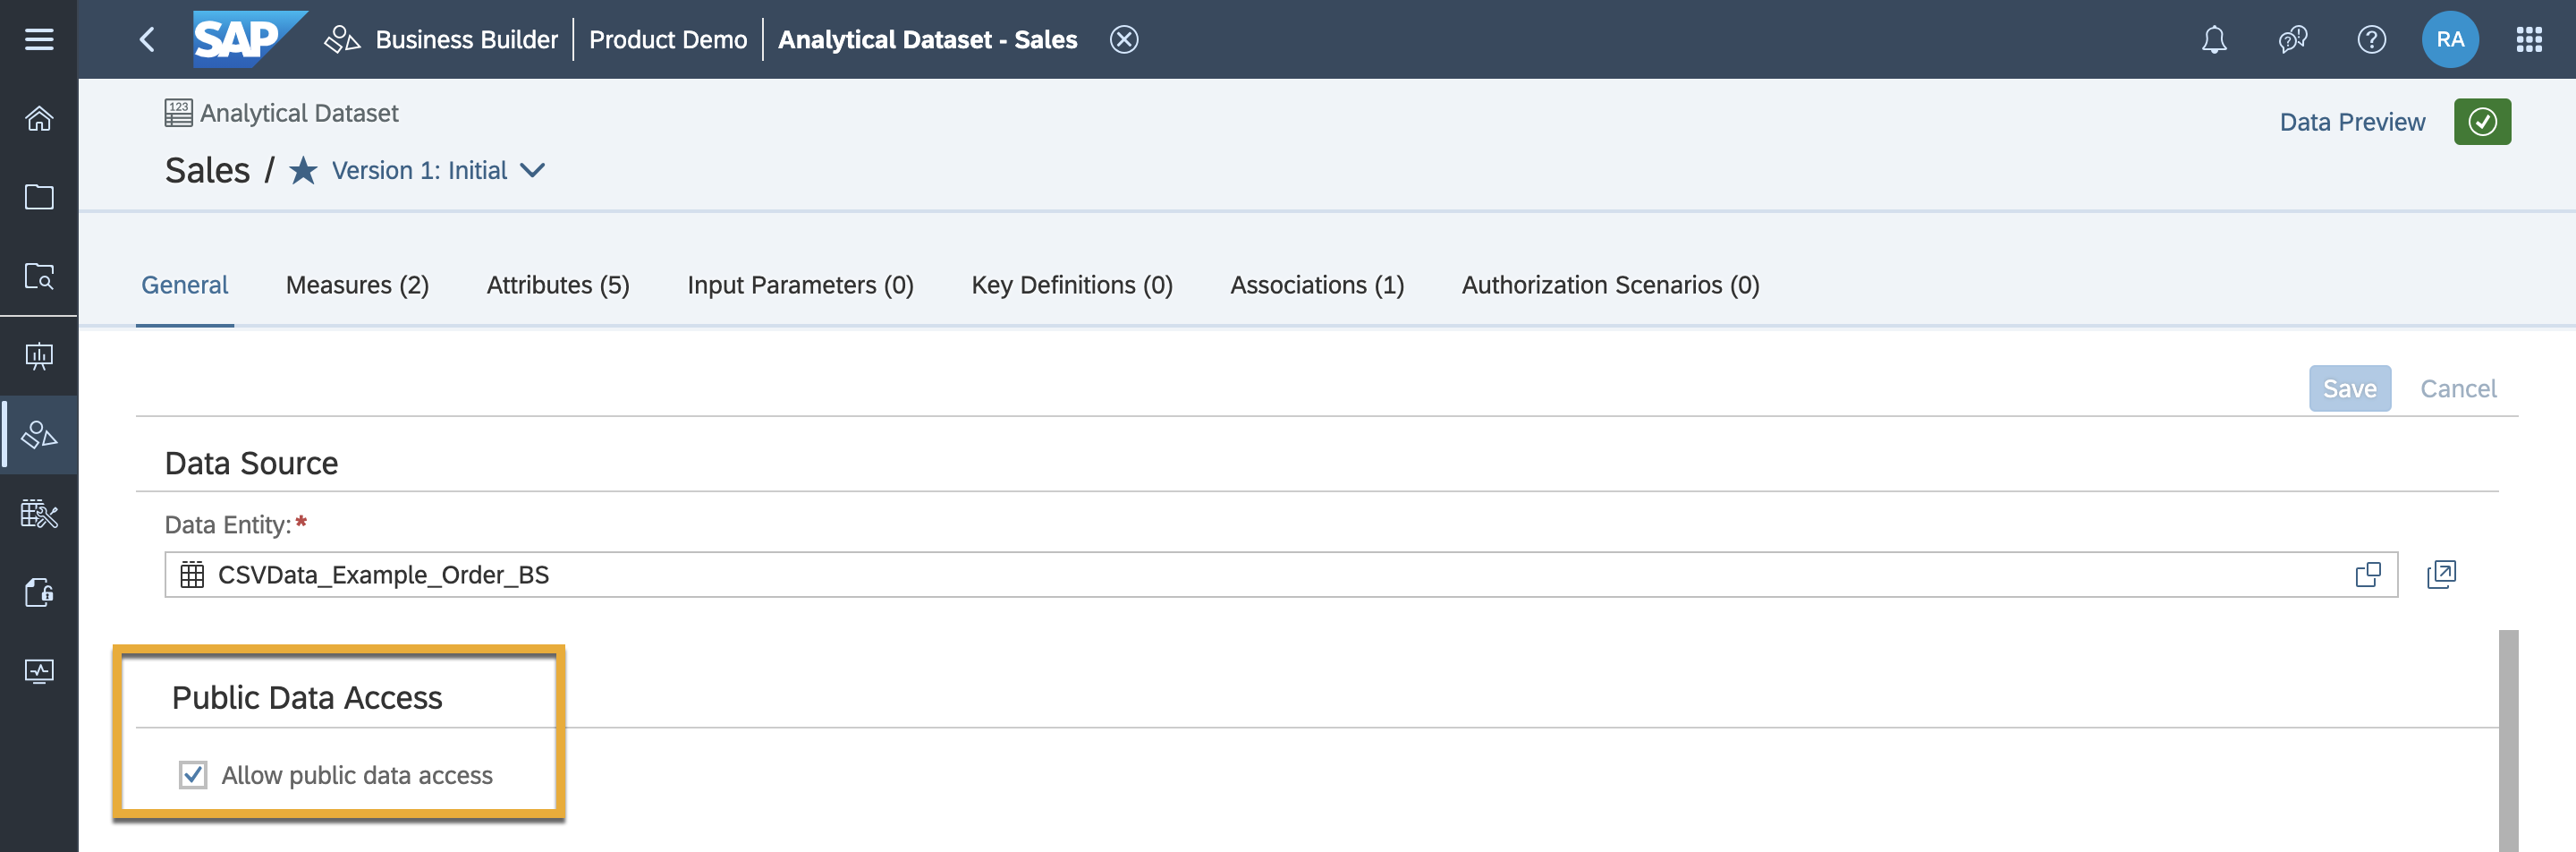 SAP Business Builder Product Demo Analytical Dataset - Sales RA
123 Analytical Dataset
Data Preview
Sales / Version 1: Initial
General Measures (2) Attributes (5) Input Parameters (0) Key Definitions (0) Associations (1) Authorization Scenarios (0)
Save Cancel
Data Source
Data Entity:*
CSVData_Example_Order_BS
Public Data Access
Allow public data access